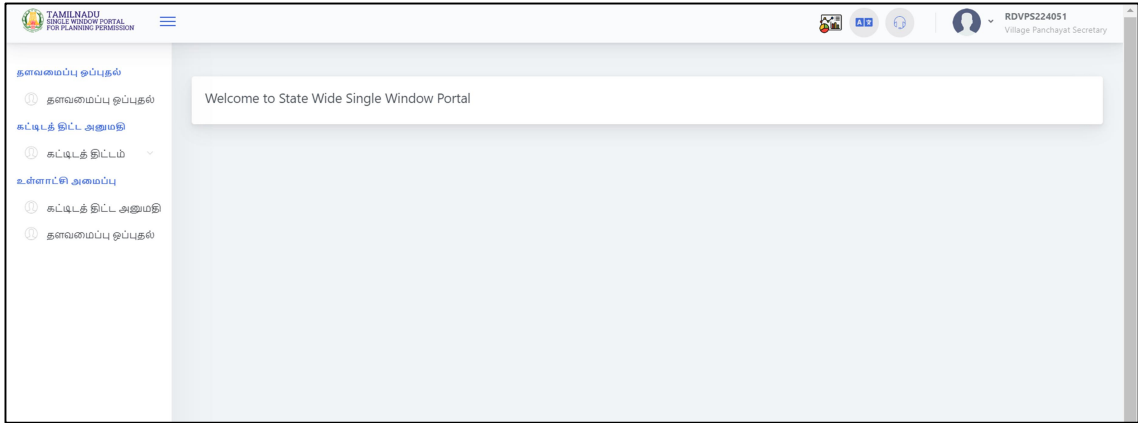 TAMILNADU
SINGLE WINDOW PORTAL
FOR PLANNING PERMISSION
RDVPS224051
Village Panchayat Secretary
தளவமைப்பு ஒப்புதல்
தளவமைப்பு ஒப்புதல்
கட்டிடத் திட்ட அனுமதி
கட்டிடத் திட்டம்
உள்ளாட்சி அமைப்பு
கட்டிடத் திட்ட அனுமதி
தளவமைப்பு ஒப்புதல்
Welcome to State Wide Single Window Portal